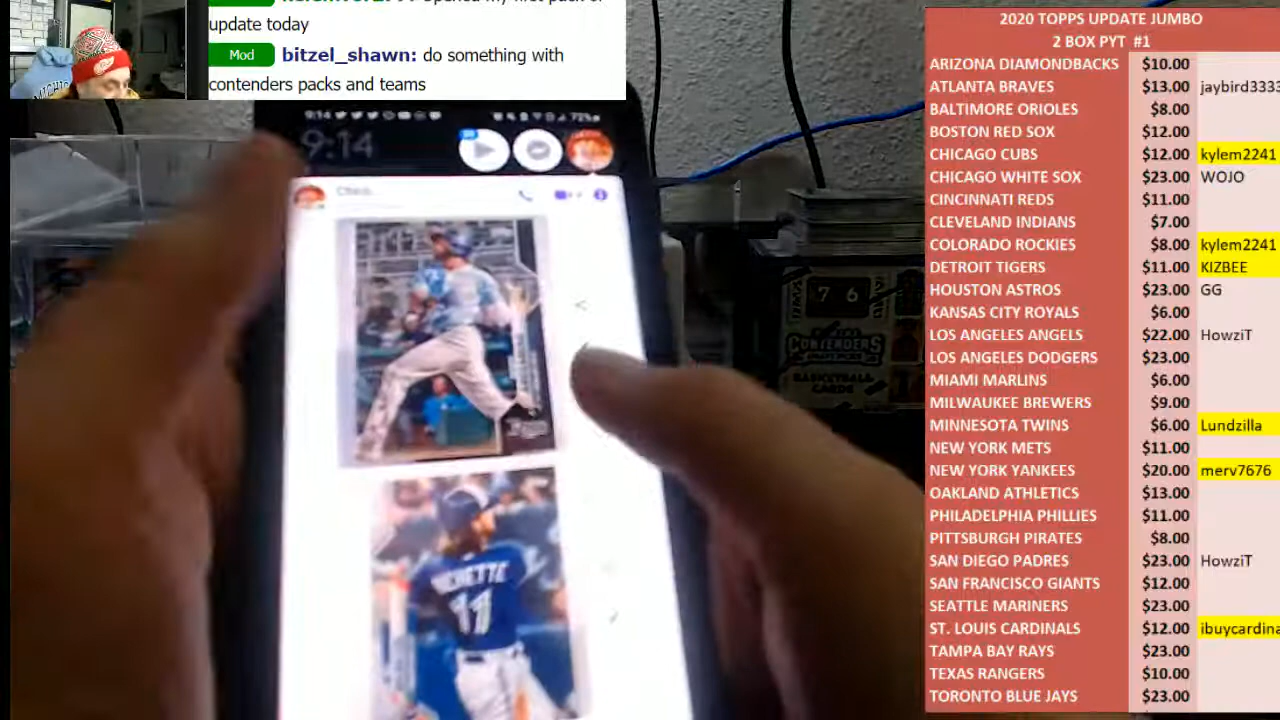 update today
Mod bitzel_shawn: do something with
contenders packs and teams
9:14
9:14
72%
BICHETTE
11
7 6
CONTENDERS
DRAFT PICKS
BASKETBALL
CARDS
2020 TOPPS UPDATE JUMBO
2 BOX PYT #1
ARIZONA DIAMONDBACKS $10.00
ATLANTA BRAVES $13.00 jaybird3333
BALTIMORE ORIOLES $8.00
BOSTON RED SOX $12.00
CHICAGO CUBS $12.00 kylem2241
CHICAGO WHITE SOX $23.00 WOJO
CINCINNATI REDS $11.00
CLEVELAND INDIANS $7.00
COLORADO ROCKIES $8.00 kylem2241
DETROIT TIGERS $11.00 KIZBEE
HOUSTON ASTROS $23.00 GG
KANSAS CITY ROYALS $6.00
LOS ANGELES ANGELS $22.00 HowziT
LOS ANGELES DODGERS $23.00
MIAMI MARLINS $6.00
MILWAUKEE BREWERS $9.00
MINNESOTA TWINS $6.00 Lundzilla
NEW YORK METS $11.00
NEW YORK YANKEES $20.00 merv7676
OAKLAND ATHLETICS $13.00
PHILADELPHIA PHILLIES $11.00
PITTSBURGH PIRATES $8.00
SAN DIEGO PADRES $23.00 HowziT
SAN FRANCISCO GIANTS $12.00
SEATTLE MARINERS $23.00
ST. LOUIS CARDINALS $12.00 ibuycardina
TAMPA BAY RAYS $23.00
TEXAS RANGERS $10.00
TORONTO BLUE JAYS $23.00